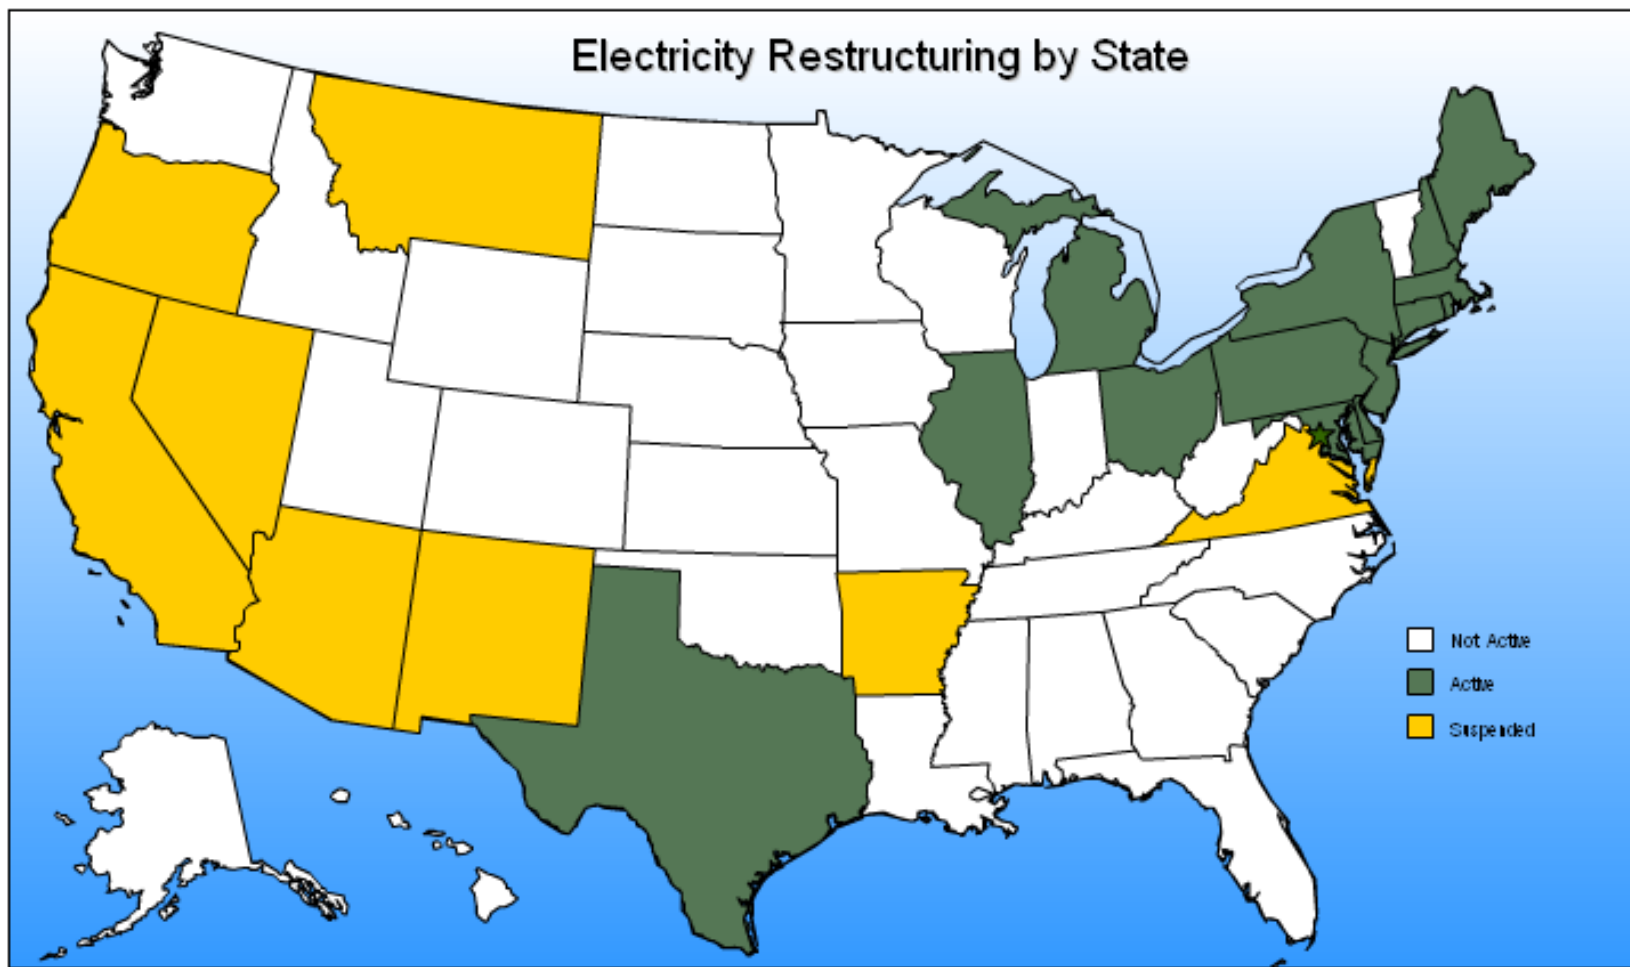 Electricity Restructuring by State
Not Active
Active
Suspended